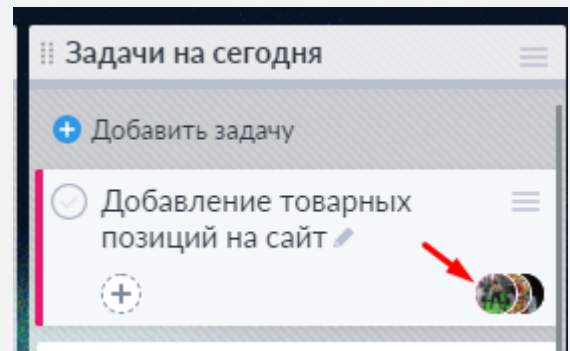 Задачи на сегодня
Добавить задачу
Добавление товарных
позиций на сайт